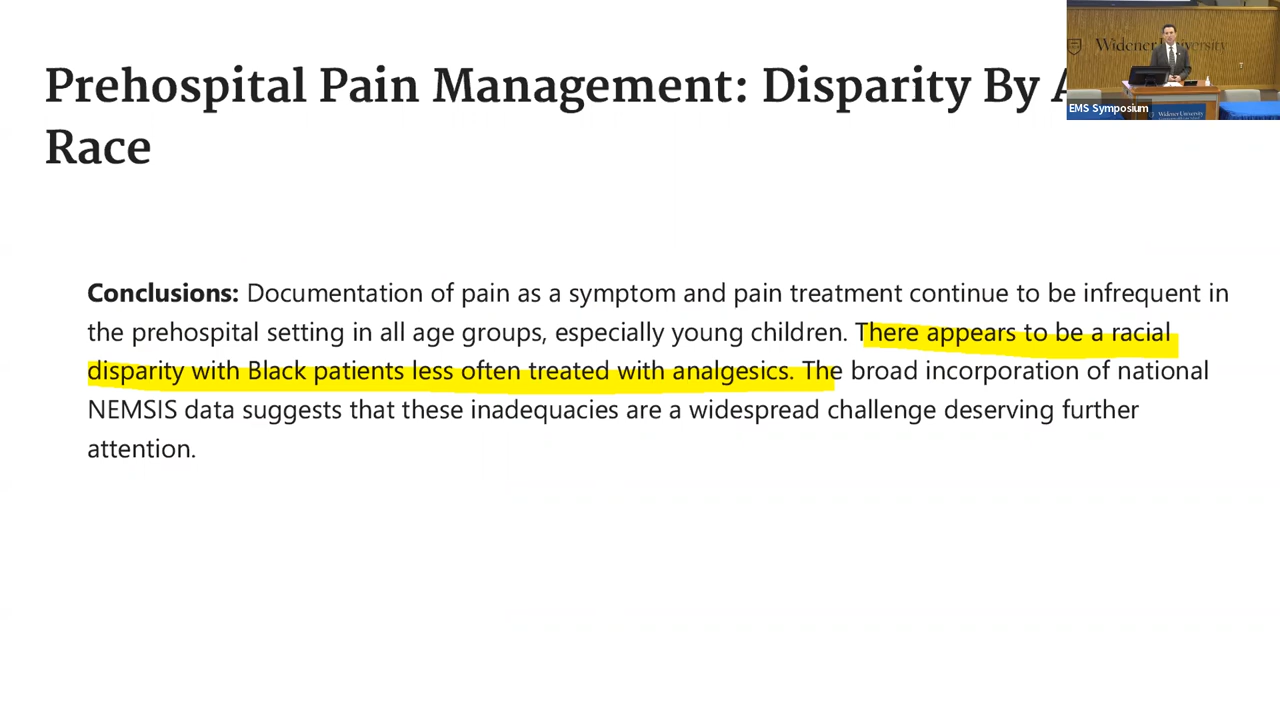 Prehospital Pain Management: Disparity By
Race
Widener University
EMS Symposium
Widener University
Conclusions: Documentation of pain as a symptom and pain treatment continue to be infrequent in
the prehospital setting in all age groups, especially young children. There appears to be a racial
disparity with Black patients less often treated with analgesics. The broad incorporation of national
NEMSIS data suggests that these inadequacies are a widespread challenge deserving further
attention.